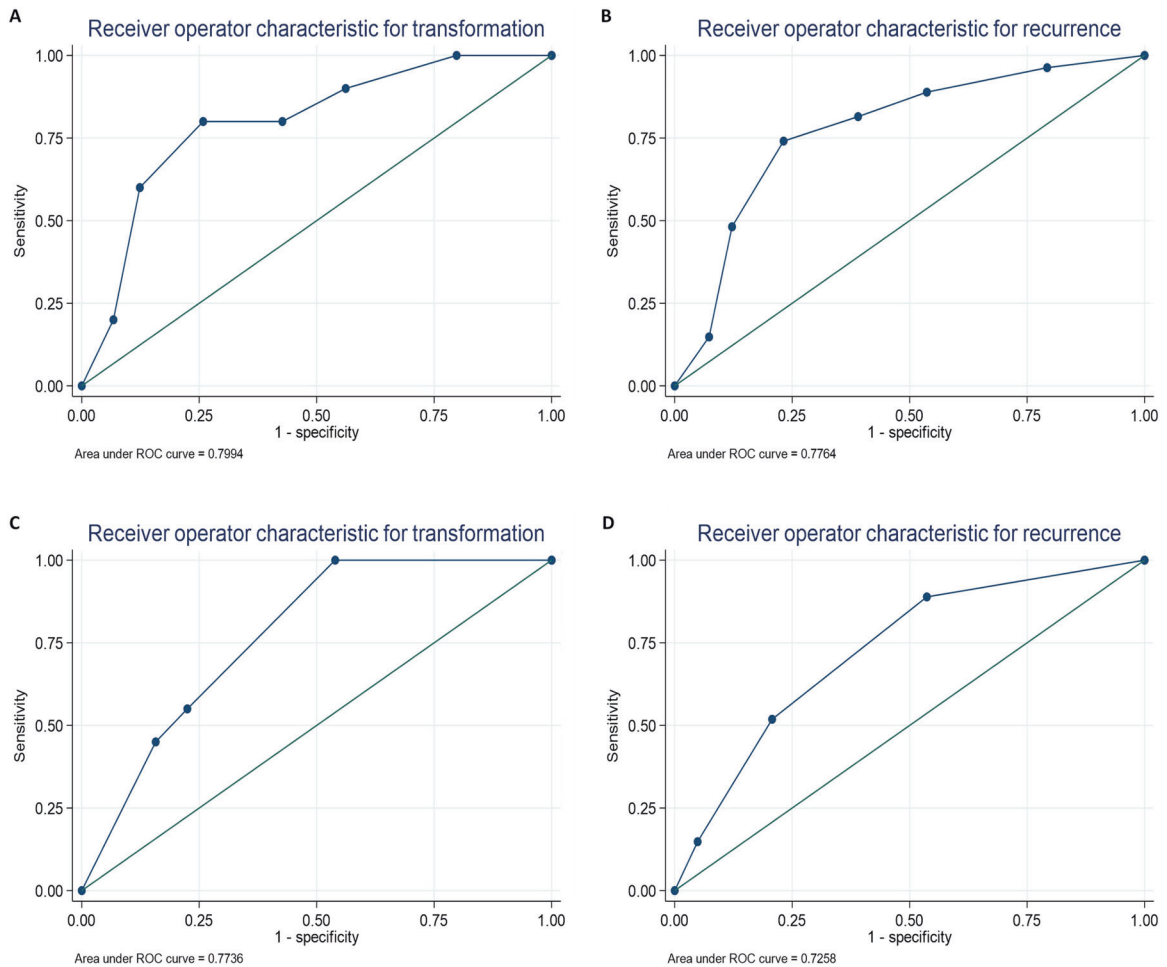 A
Receiver operator characteristic for transformation
1.00
0.75
0.50
0.25
0.00
Sensitivity
0.00 0.25 0.50 0.75 1.00
1 - specificity
Area under ROC curve = 0.7994
B
Receiver operator characteristic for recurrence
1.00
0.75
0.50
0.25
0.00
Sensitivity
0.00 0.25 0.50 0.75 1.00
1 - specificity
Area under ROC curve = 0.7764
C
Receiver operator characteristic for transformation
1.00
0.75
0.50
0.25
0.00
Sensitivity
0.00 0.25 0.50 0.75 1.00
1 - specificity
Area under ROC curve = 0.7736
D
Receiver operator characteristic for recurrence
1.00
0.75
0.50
0.25
0.00
Sensitivity
0.00 0.25 0.50 0.75 1.00
1 - specificity
Area under ROC curve = 0.7258